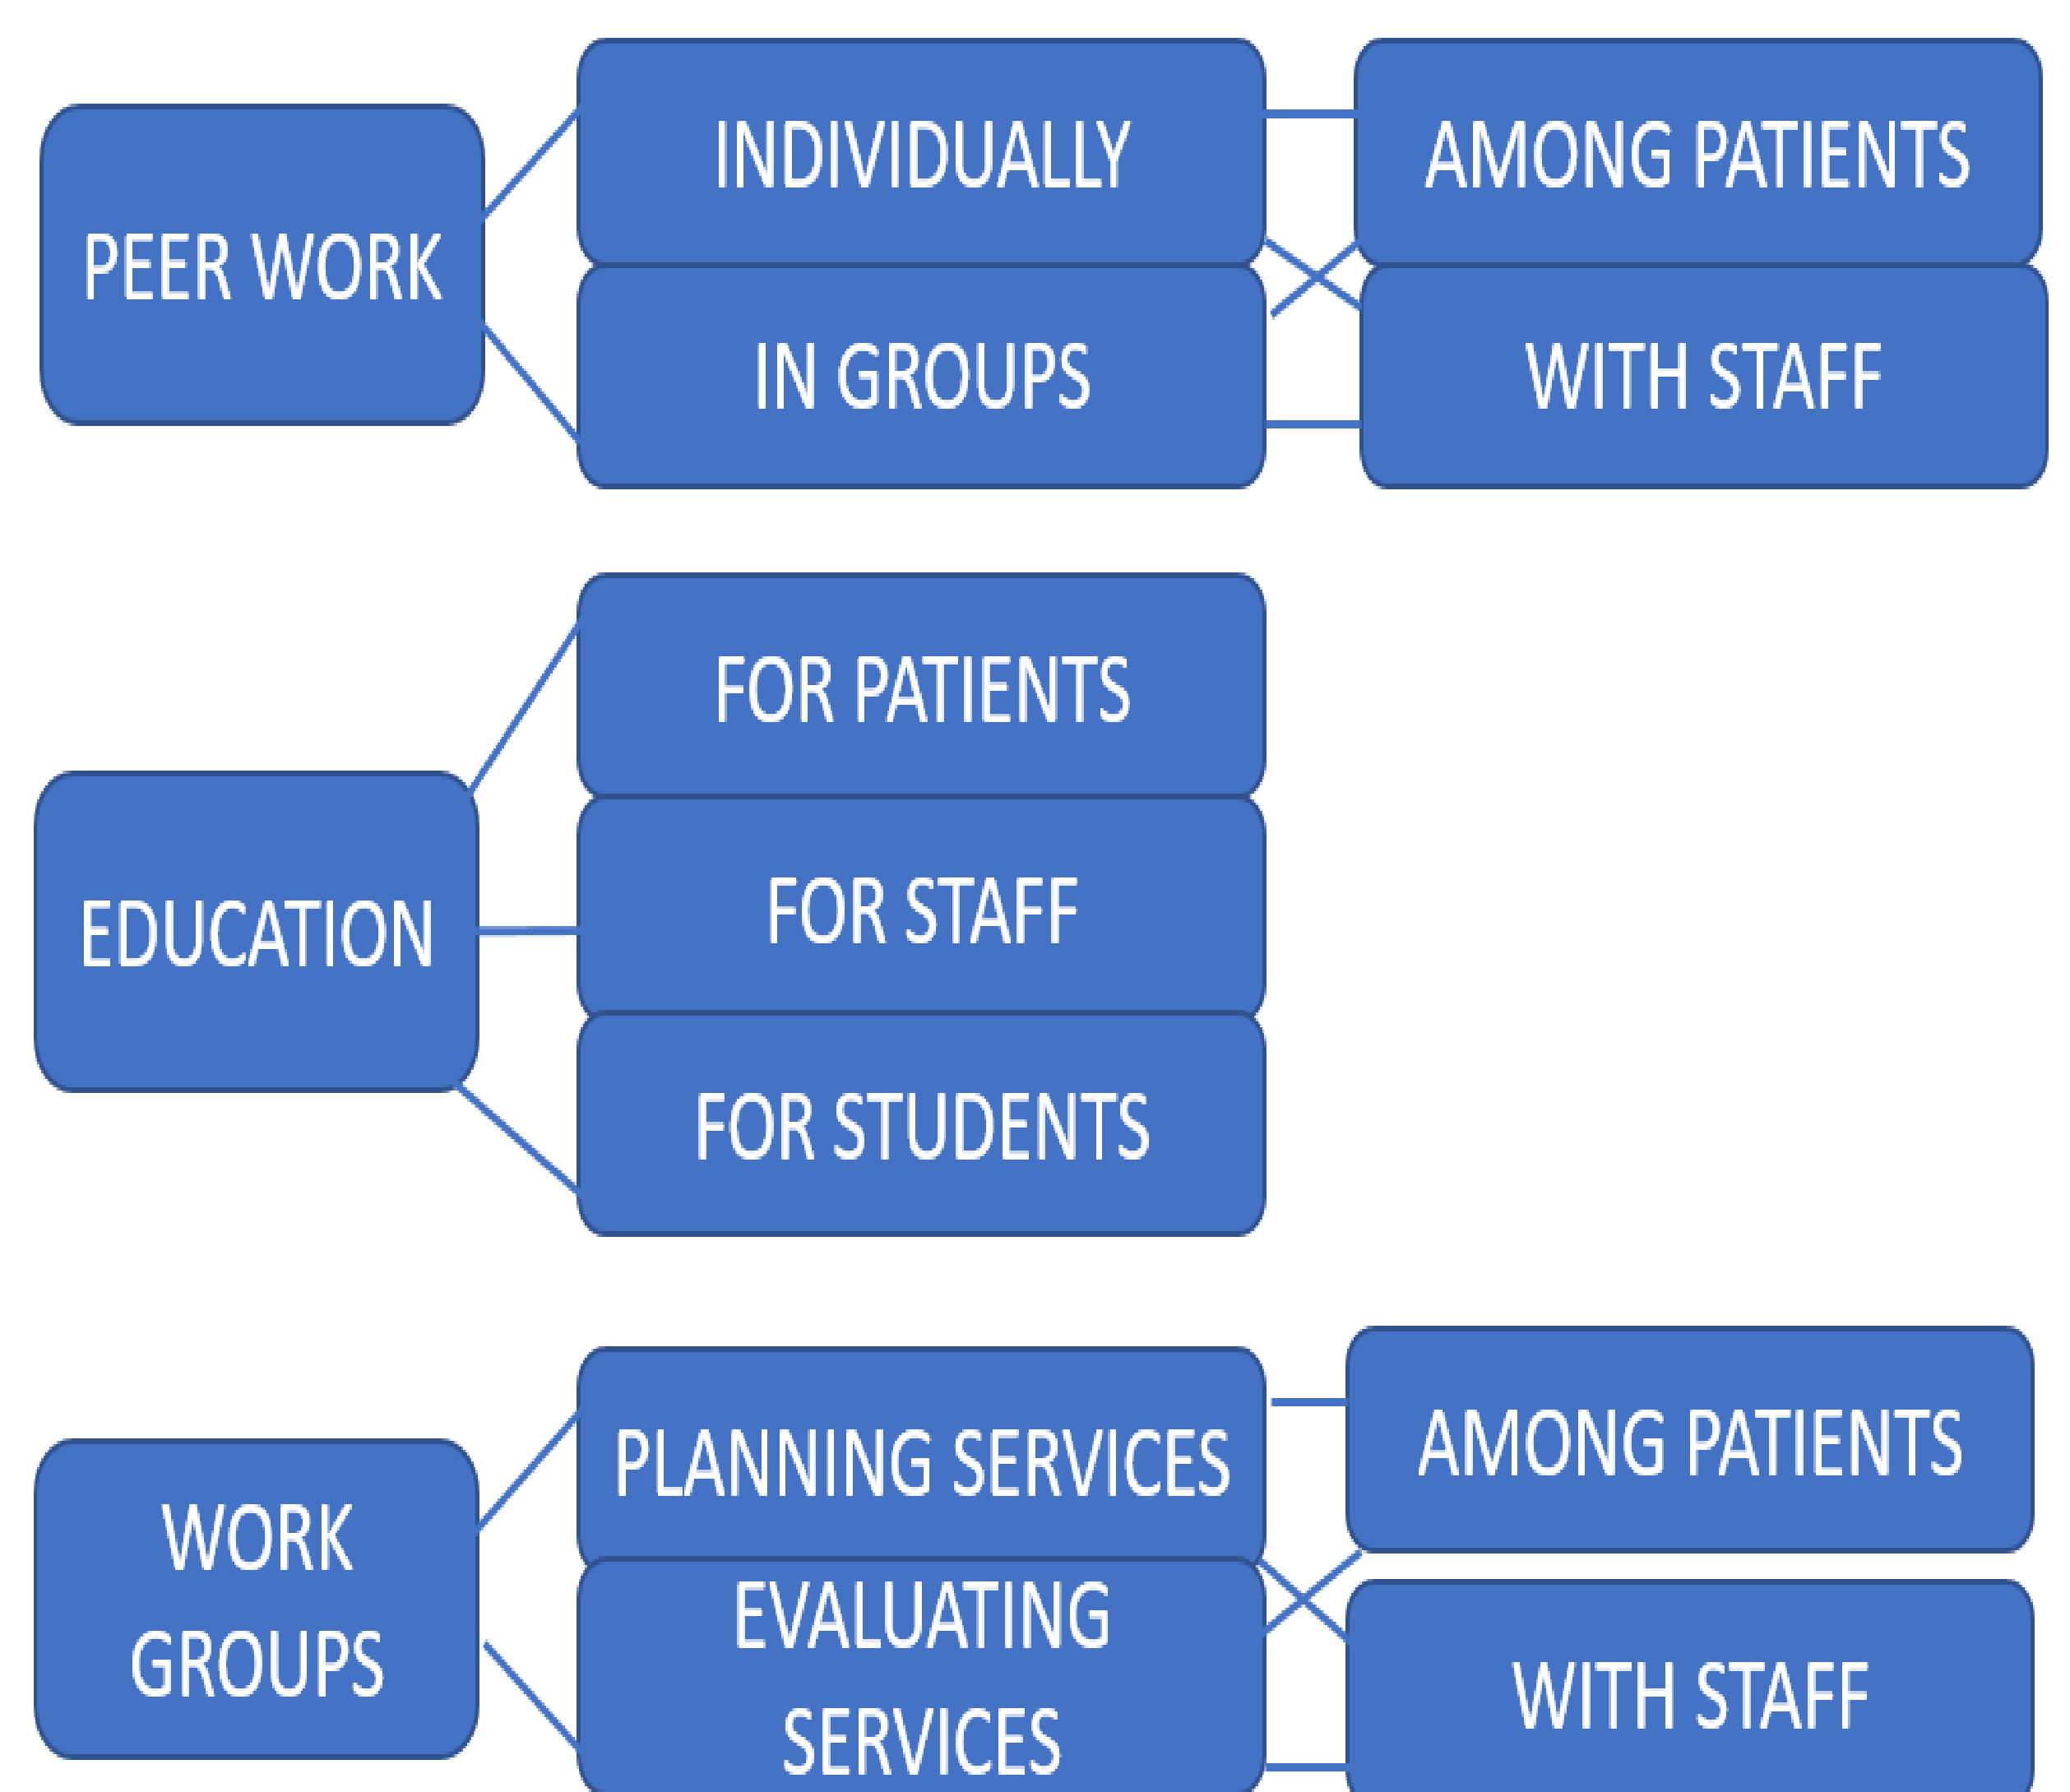 PEER WORK
INDIVIDUALLY
IN GROUPS
AMONG PATIENTS
WITH STAFF
EDUCATION
FOR PATIENTS
FOR STAFF
FOR STUDENTS
WORK
GROUPS
PLANNING SERVICES
EVALUATING
SERVICES
AMONG PATIENTS
WITH STAFF